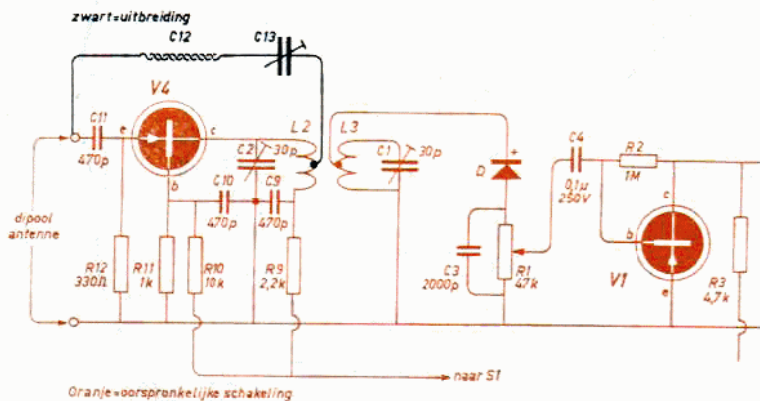 zwart=uitbreiding
C12
C13
V4
C11
470p
e
c
b
L2
L3
C2
30p
C10
470p
C9
470p
C1
30p
D
+
C4
0,1µ
250V
R2
1M
c
b
e
V1
dipool
antenne
R12
330Ω
R11
1k
R10
10k
R9
2,2k
C3
2000p
R1
47k
R3
4,7k
naar S1
Oranje=oorspronkelijke schakeling